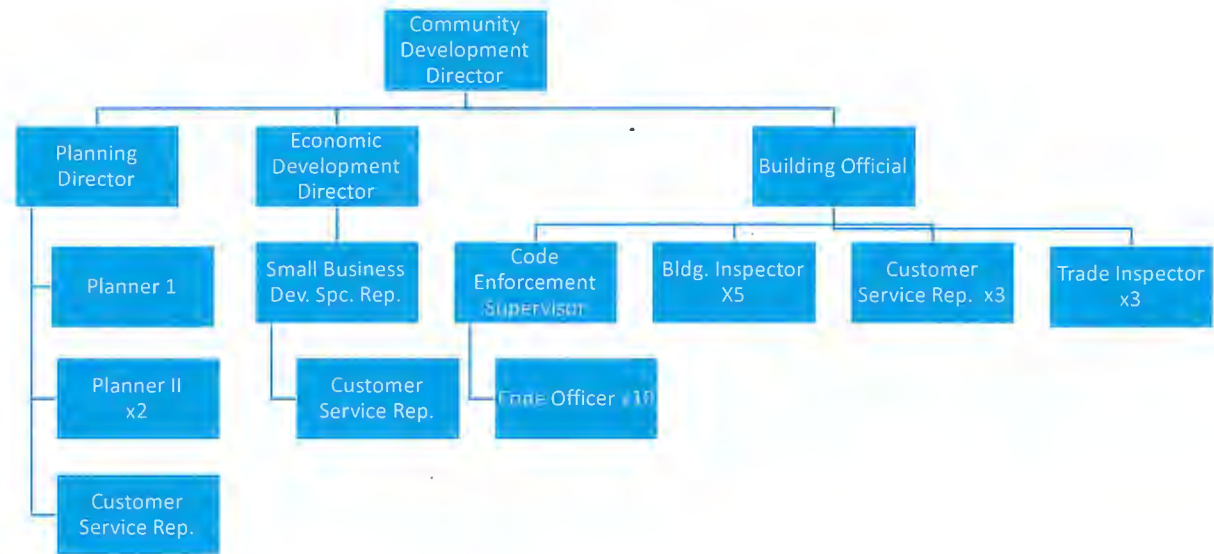 Community
Development
Director
Planning
Director
Economic
Development
Director
Building Official
Planner 1
Small Business
Dev. Spc. Rep.
Code
Enforcement
Supervisor
Bldg. Inspector
X5
Customer
Service Rep. x3
Trade Inspector
x3
Planner II
x2
Customer
Service Rep.
Code Officer x10
Customer
Service Rep.